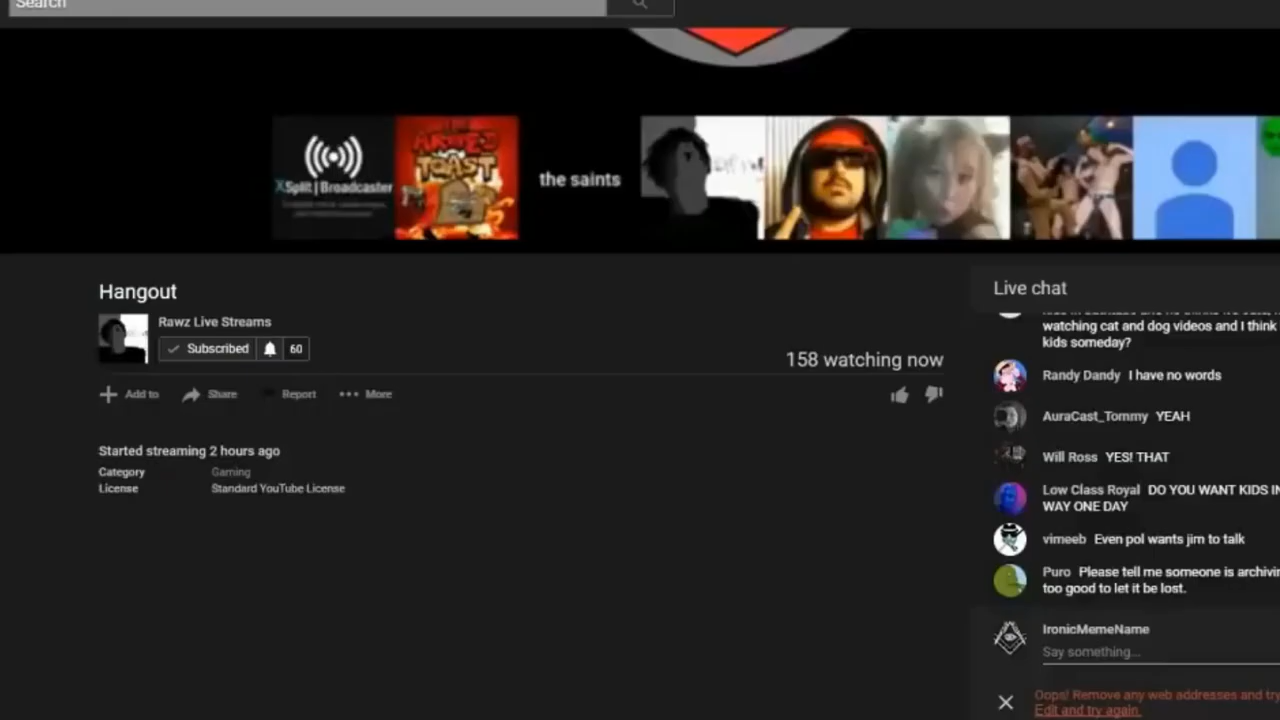 Search
XSplit | Broadcaster
ARMED
TOAST
the saints
Hangout
Rawz Live Streams
Subscribed 60
158 watching now
Add to Share Report More
Started streaming 2 hours ago
Category Gaming
License Standard YouTube License
Live chat
watching cat and dog videos and I think
kids someday?
Randy Dandy I have no words
AuraCast_Tommy YEAH
Will Ross YES! THAT
Low Class Royal DO YOU WANT KIDS IN
WAY ONE DAY
vimeeb Even pol wants jim to talk
Puro Please tell me someone is archivin
too good to let it be lost.
IronicMemeName
Say something...
Oops! Remove any web addresses and try
Edit and try again.